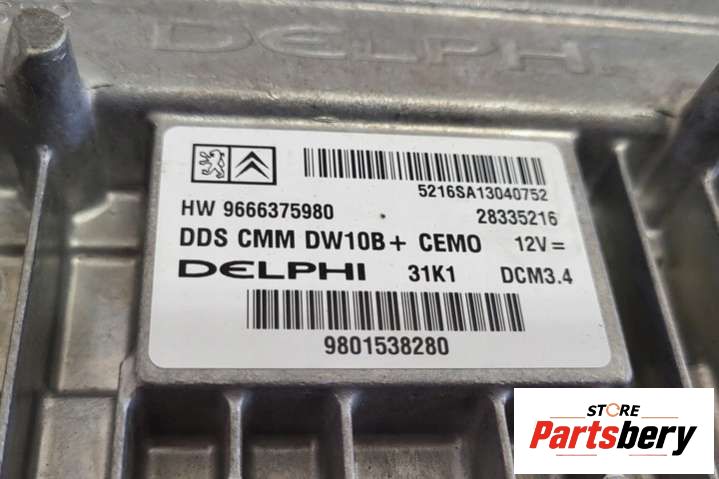 DELPHI
5216SA13040752
HW 9666375980 28335216
DDS CMM DW10B+ CEMO 12V=
DELPHI 31K1 DCM3.4
9801538280
STORE
Partsbery